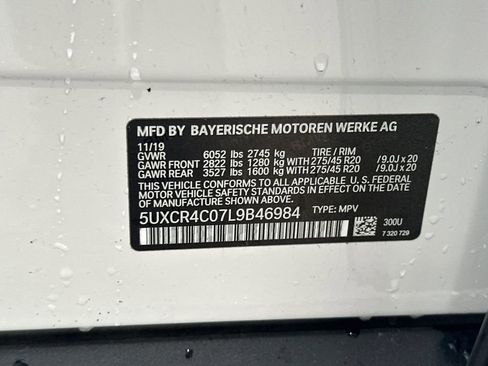 MFD BY BAYERISCHE MOTOREN WERKE AG
11/19
GVWR 6052 lbs 2745 kg TIRE / RIM
GAWR FRONT 2822 lbs 1280 kg WITH 275/45 R20 /9.0J x 20
GAWR REAR 3527 lbs 1600 kg WITH 275/45 R20 /9.0J x 20
THIS VEHICLE CONFORMS TO ALL APPLICABLE U. S. FEDERAL
MOTOR VEHICLE SAFETY STANDARDS IN EFFECT ON THE
DATE OF MANUFACTURE SHOWN ABOVE.
5UXCR4C07L9B46984 TYPE: MPV
300U
7 320 729